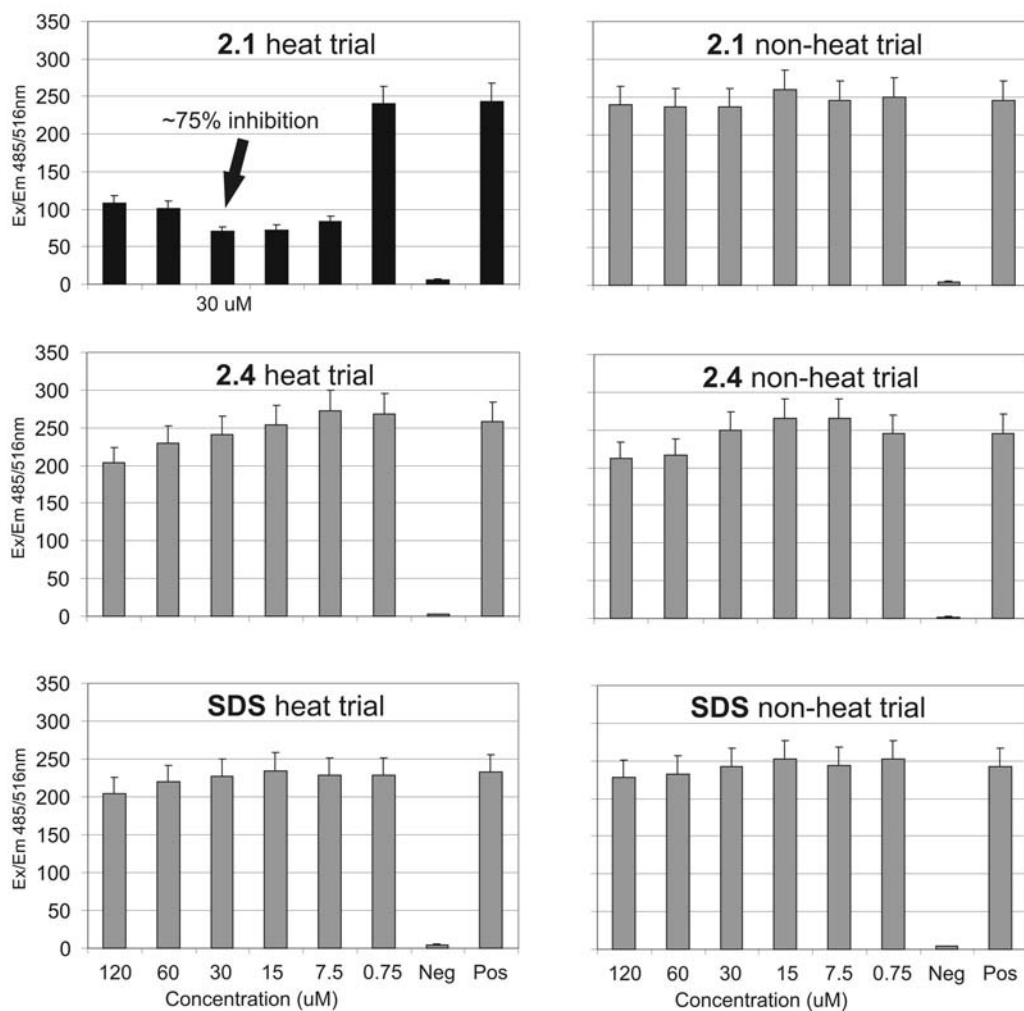 2.1 heat trial
Ex/Em 485/516nm
350
300
250
200
150
100
50
0
~75% inhibition
30 uM
2.1 non-heat trial
2.4 heat trial
Ex/Em 485/516nm
350
300
250
200
150
100
50
0
2.4 non-heat trial
SDS heat trial
Ex/Em 485/516nm
350
300
250
200
150
100
50
0
120 60 30 15 7.5 0.75 Neg Pos
Concentration (uM)
SDS non-heat trial
120 60 30 15 7.5 0.75 Neg Pos
Concentration (uM)